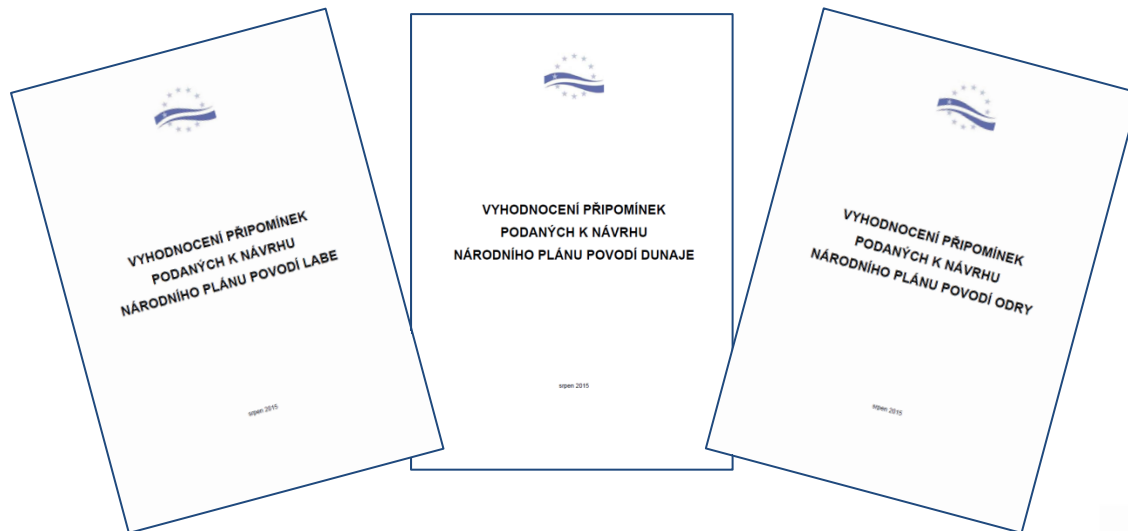 VYHODNOCENÍ PŘIPOMÍNEK
PODANÝCH K NÁVRHU
NÁRODNÍHO PLÁNU POVODÍ LABE
srpen 2015
VYHODNOCENÍ PŘIPOMÍNEK
PODANÝCH K NÁVRHU
NÁRODNÍHO PLÁNU POVODÍ DUNAJE
srpen 2015
VYHODNOCENÍ PŘIPOMÍNEK
PODANÝCH K NÁVRHU
NÁRODNÍHO PLÁNU POVODÍ ODRY
srpen 2015